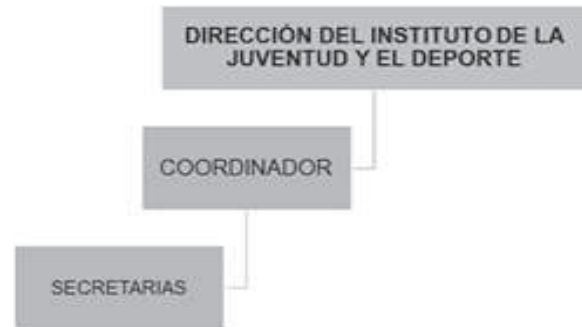 DIRECCIÓN DEL INSTITUTO DE LA
JUVENTUD Y EL DEPORTE
COORDINADOR
SECRETARIAS